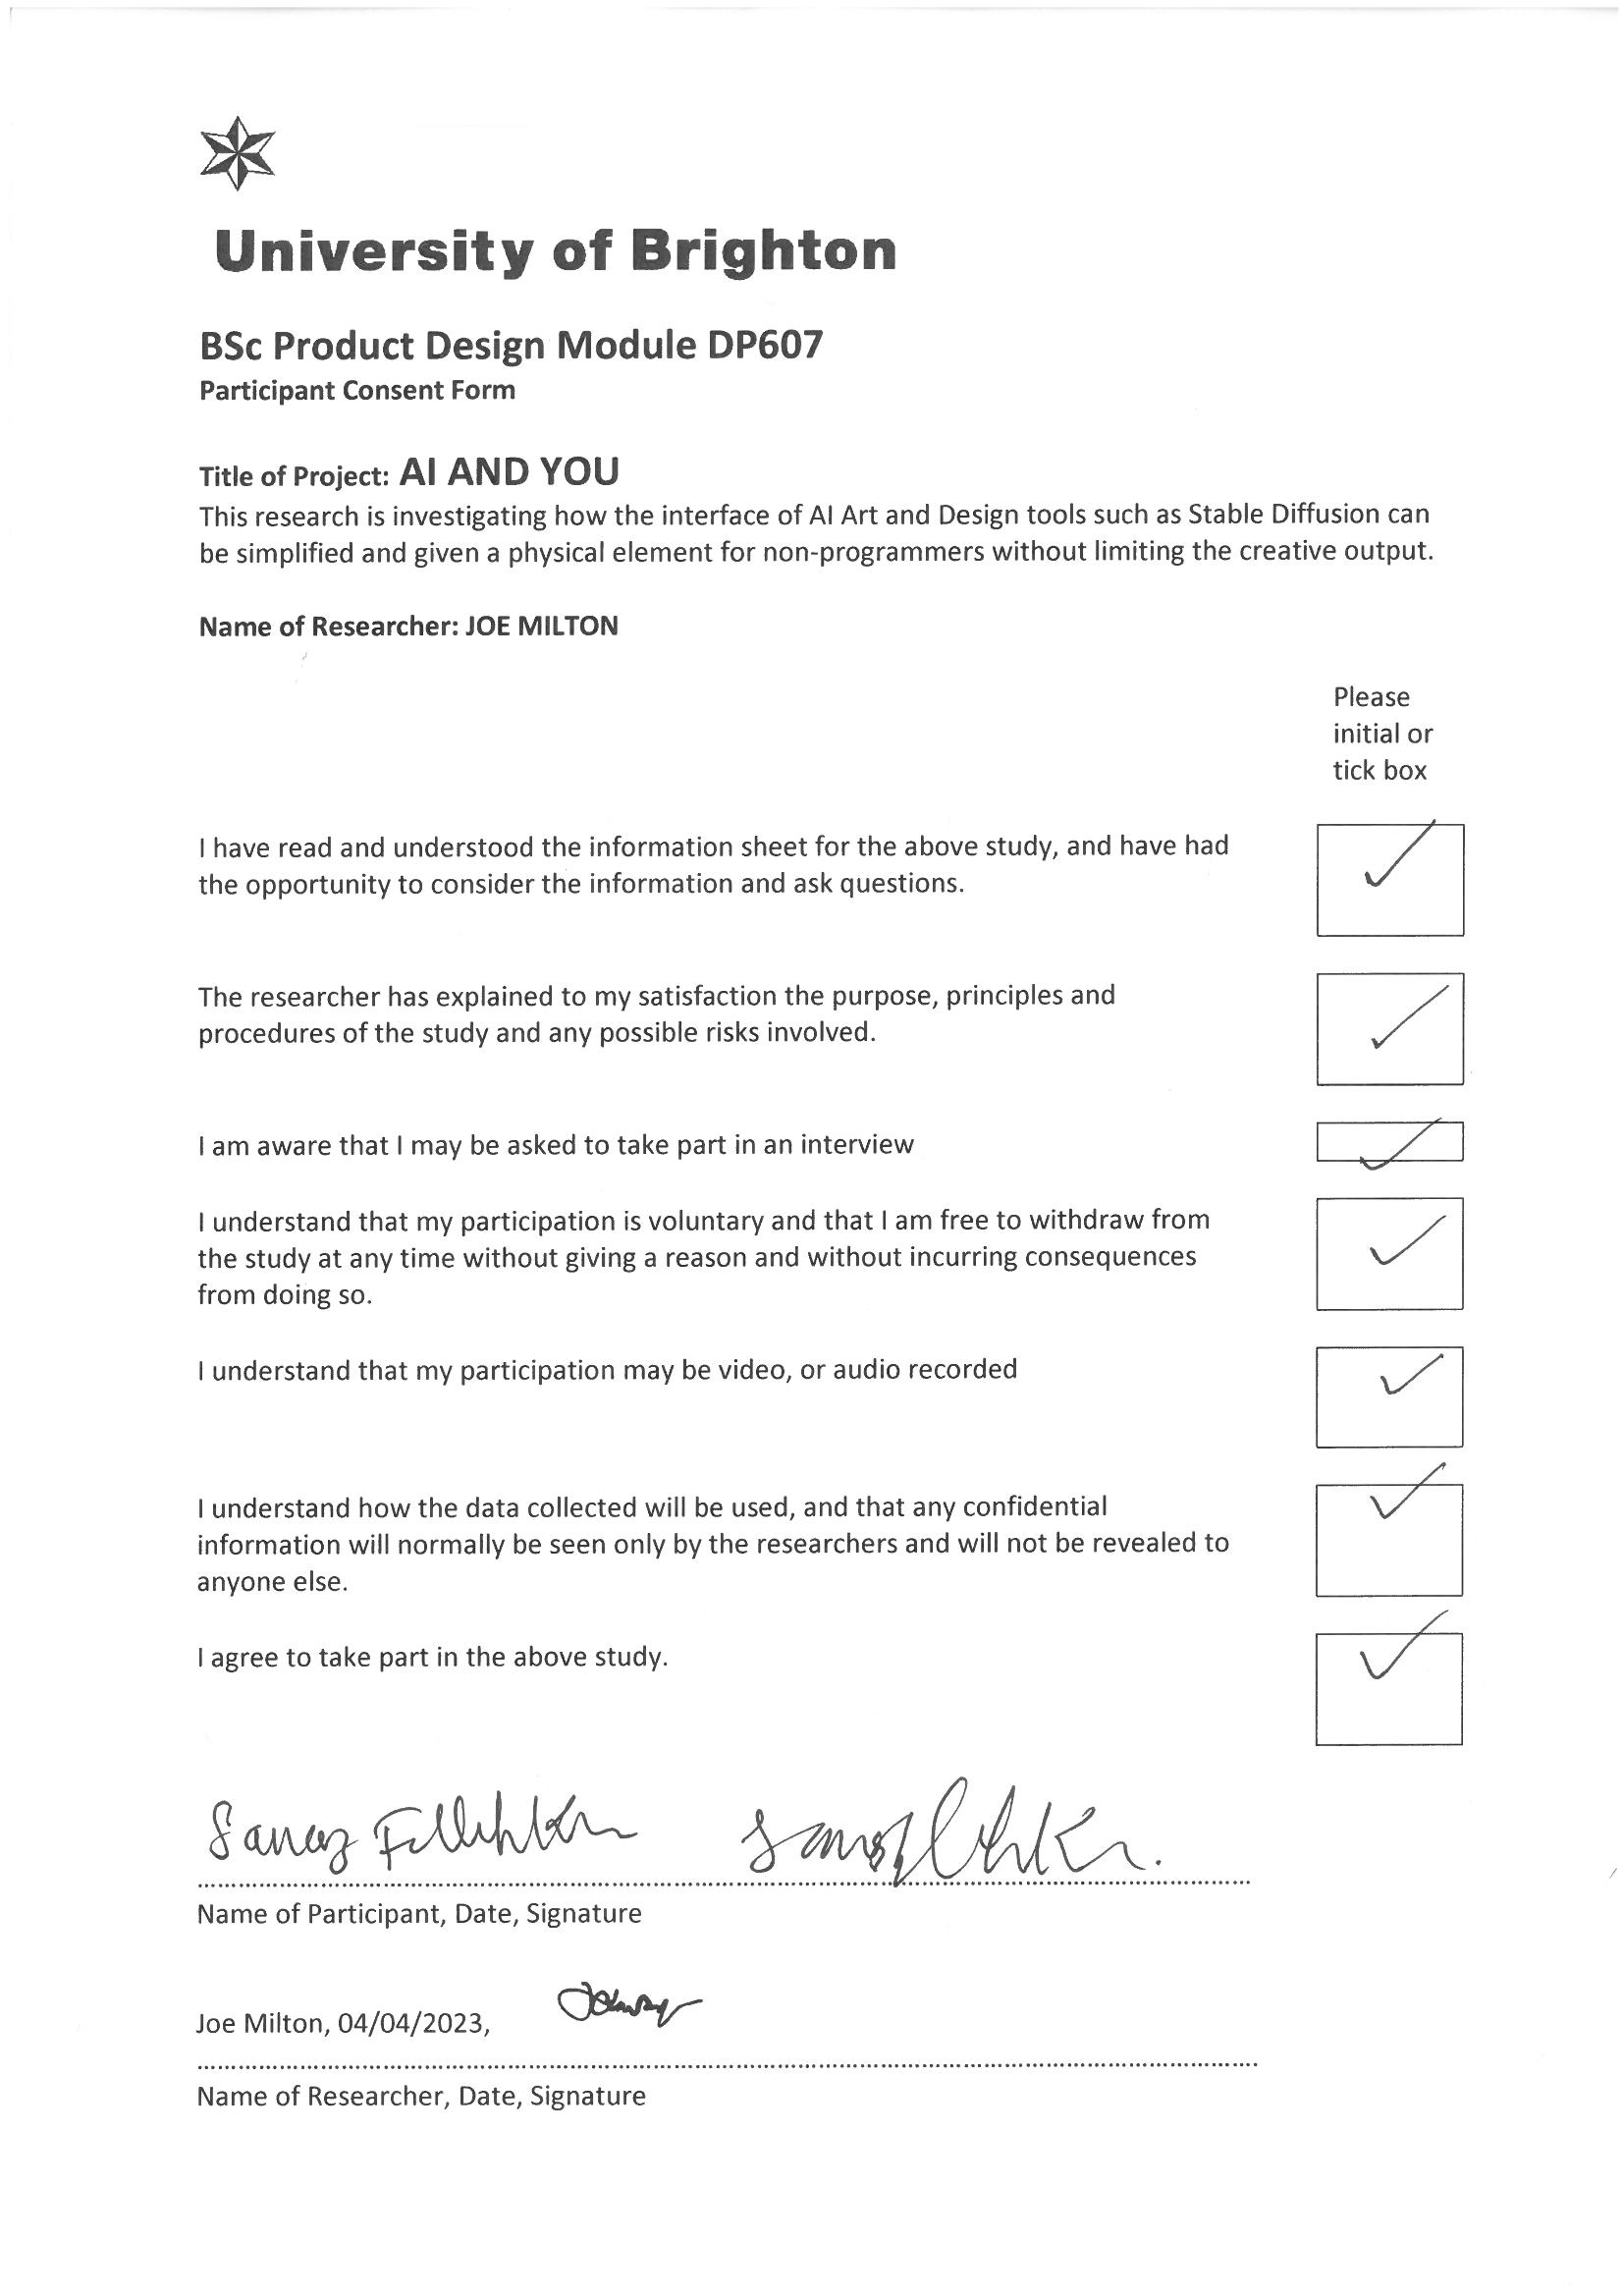 University of Brighton
BSc Product Design Module DP607
Participant Consent Form
Title of Project: AI AND YOU
This research is investigating how the interface of AI Art and Design tools such as Stable Diffusion can
be simplified and given a physical element for non-programmers without limiting the creative output.
Name of Researcher: JOE MILTON
Please
initial or
tick box
I have read and understood the information sheet for the above study, and have had
the opportunity to consider the information and ask questions.
The researcher has explained to my satisfaction the purpose, principles and
procedures of the study and any possible risks involved.
I am aware that I may be asked to take part in an interview
I understand that my participation is voluntary and that I am free to withdraw from
the study at any time without giving a reason and without incurring consequences
from doing so.
I understand that my participation may be video, or audio recorded
I understand how the data collected will be used, and that any confidential
information will normally be seen only by the researchers and will not be revealed to
anyone else.
I agree to take part in the above study.
Sanaz
Name of Participant, Date, Signature
Joe Milton, 04/04/2023,
Name of Researcher, Date, Signature